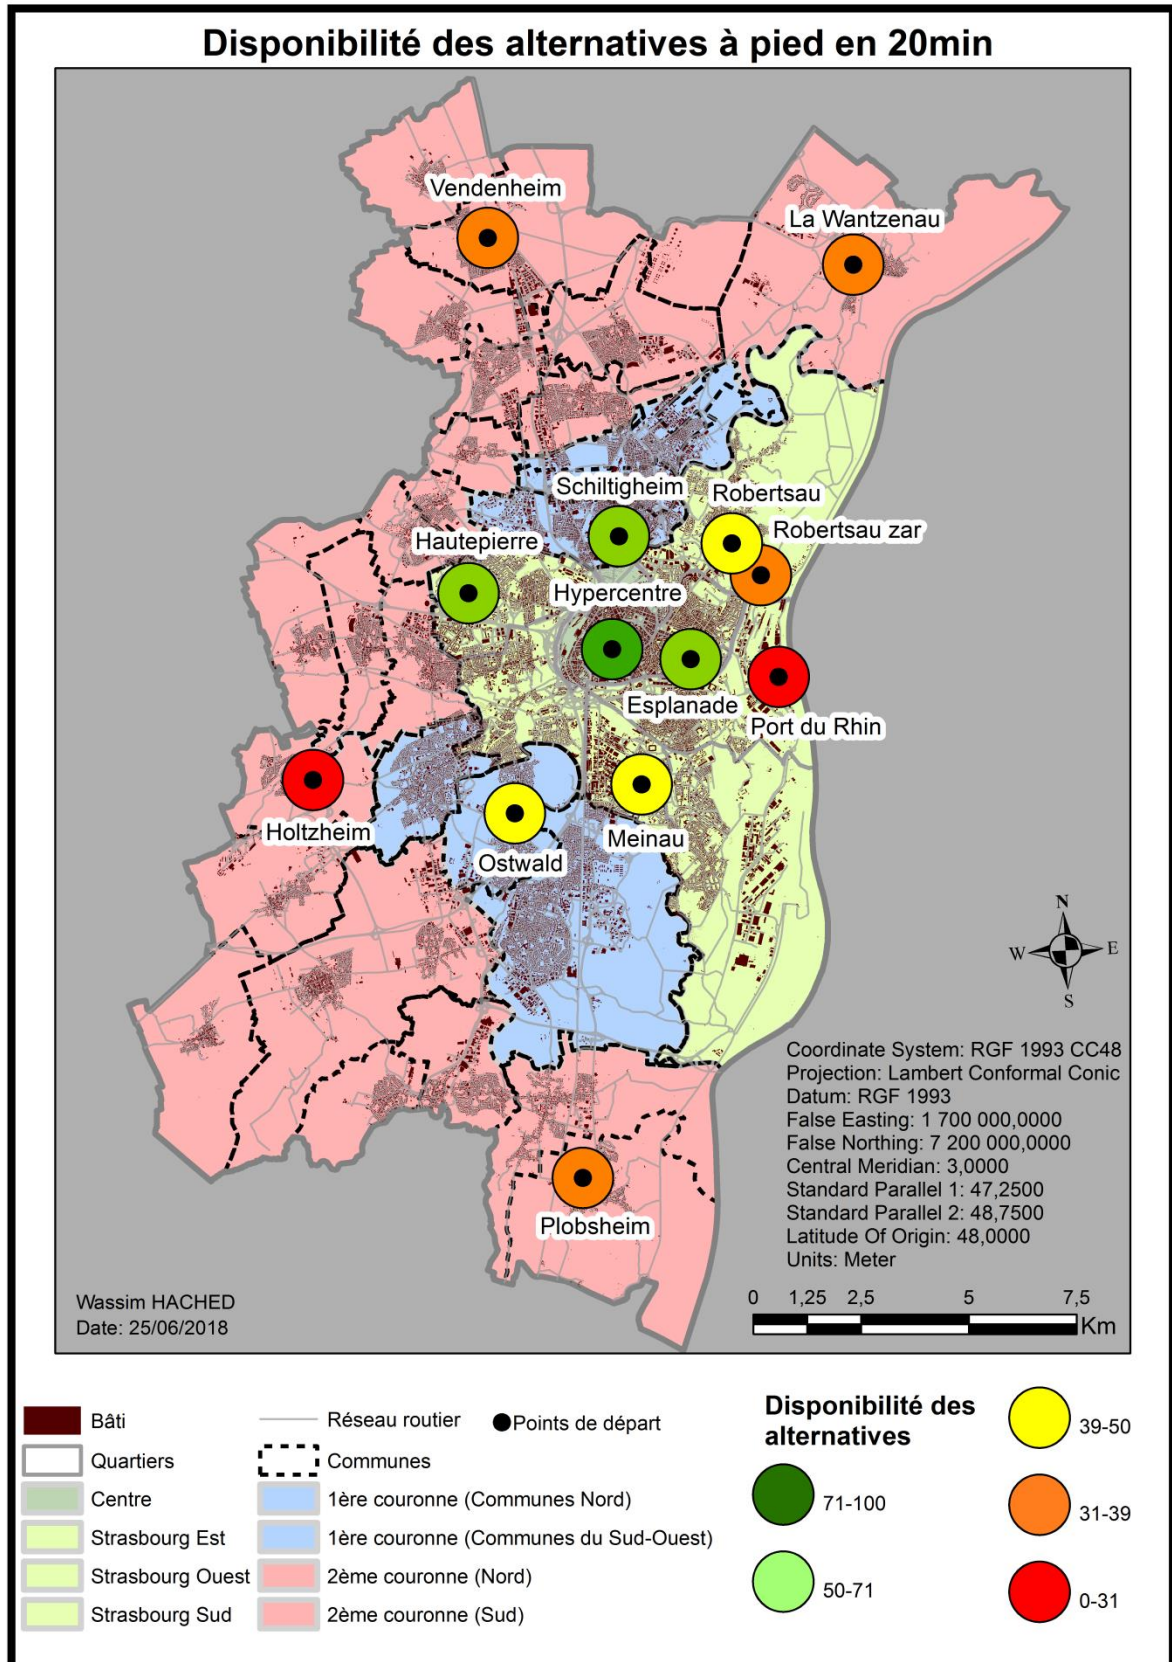 Disponibilité des alternatives à pied en 20min
Vendenheim
La Wantzenau
Schiltigheim
Robertsau
Hautepierre
Robertsau zar
Hypercentre
Esplanade
Port du Rhin
Holtzheim
Ostwald
Meinau
Plobsheim
N
W
E
S
Coordinate System: RGF 1993 CC48
Projection: Lambert Conformal Conic
Datum: RGF 1993
False Easting: 1 700 000,0000
False Northing: 7 200 000,0000
Central Meridian: 3,0000
Standard Parallel 1: 47,2500
Standard Parallel 2: 48,7500
Latitude Of Origin: 48,0000
Units: Meter
Wassim HACHED
Date: 25/06/2018
0 1,25 2,5 5 7,5
Km
Bâti
Quartiers
Centre
Strasbourg Est
Strasbourg Ouest
Strasbourg Sud
Réseau routier
Points de départ
Communes
1ère couronne (Communes Nord)
1ère couronne (Communes du Sud-Ouest)
2ème couronne (Nord)
2ème couronne (Sud)
Disponibilité des
alternatives
71-100
50-71
39-50
31-39
0-31